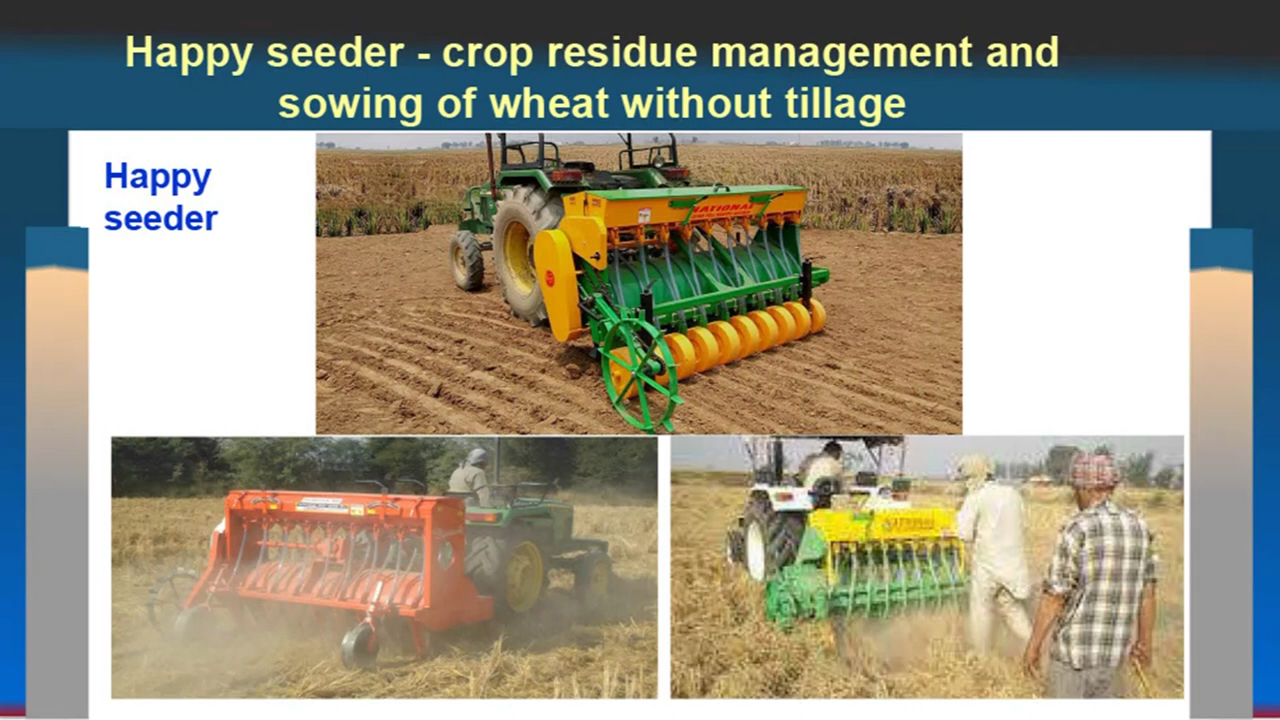 Happy seeder - crop residue management and
sowing of wheat without tillage
Happy
seeder
NATIONAL
NATIONAL